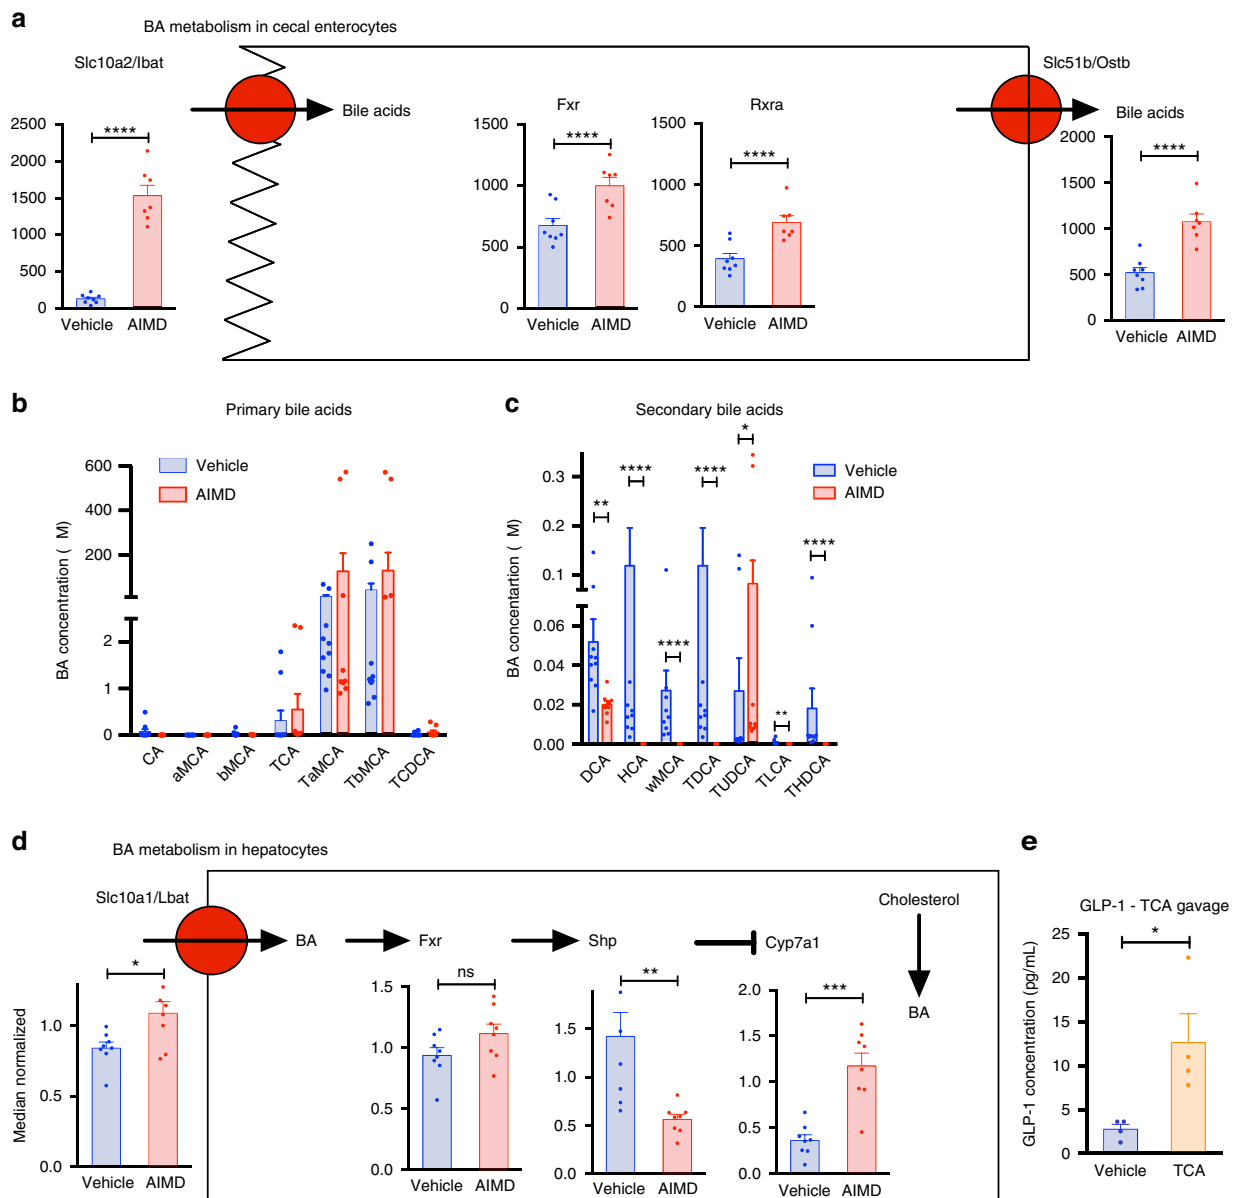 a
BA metabolism in cecal enterocytes
Slc10a2/Ibat
Bile acids
Slc51b/Ostb
Bile acids
2500
2000
1500
1000
500
0
****
Vehicle AIMD
Fxr
1500
1000
500
0
****
Vehicle AIMD
Rxra
1500
1000
500
0
****
Vehicle AIMD
2000
1500
1000
500
0
****
Vehicle AIMD
b
Primary bile acids
BA concentration ( M)
600
400
200
2
1
0
Vehicle
AIMD
CA aMCA bMCA TCA TaMCA TbMCA TCDCA
c
Secondary bile acids
BA concentartion ( M)
0.3
0.2
0.1
0.06
0.04
0.02
0.00
** **** **** **** * ** ****
Vehicle
AIMD
DCA HCA wMCA TDCA TUDCA TLCA THDCA
d
BA metabolism in hepatocytes
Slc10a1/Lbat
BA
Fxr
Shp
Cyp7a1
Cholesterol
BA
Median normalized
1.0
0.5
0.0
*
Vehicle AIMD
1.5
1.0
0.5
0.0
ns
Vehicle AIMD
1.5
1.0
0.5
0.0
**
Vehicle AIMD
2.0
1.5
1.0
0.5
0.0
***
Vehicle AIMD
e
GLP-1 - TCA gavage
GLP-1 concentration (pg/mL)
25
20
15
10
5
0
*
Vehicle TCA